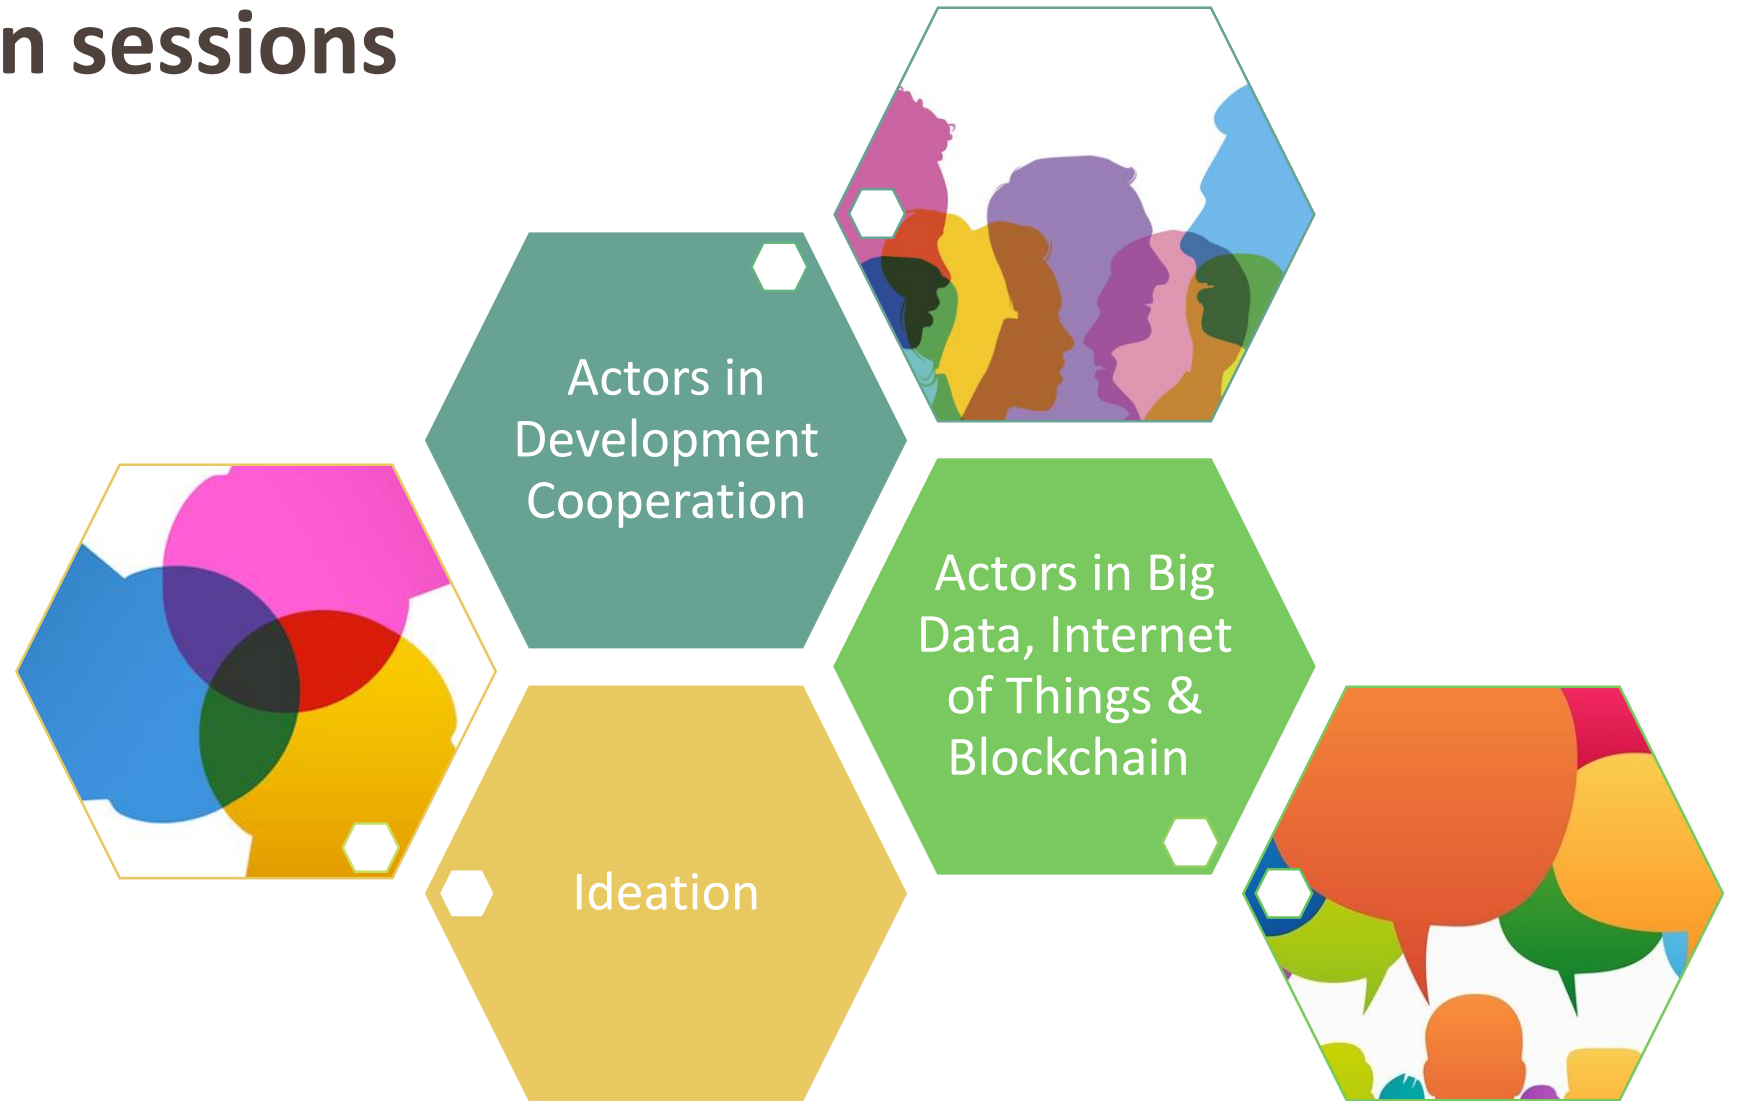 n sessions
Actors in
Development
Cooperation
Actors in Big
Data, Internet
of Things &
Blockchain
Ideation